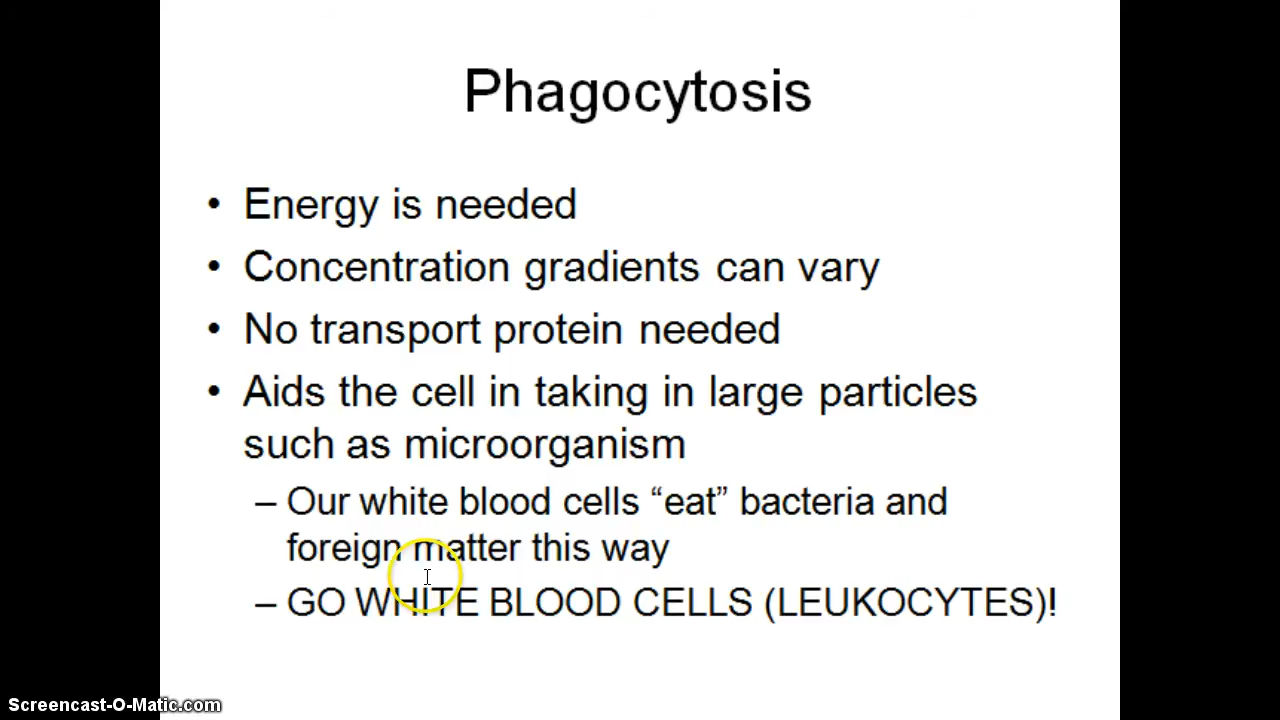 Phagocytosis
• Energy is needed
• Concentration gradients can vary
• No transport protein needed
• Aids the cell in taking in large particles
such as microorganism
– Our white blood cells “eat” bacteria and
foreign matter this way
– GO WHITE BLOOD CELLS (LEUKOCYTES)!
Screencast-O-Matic.com